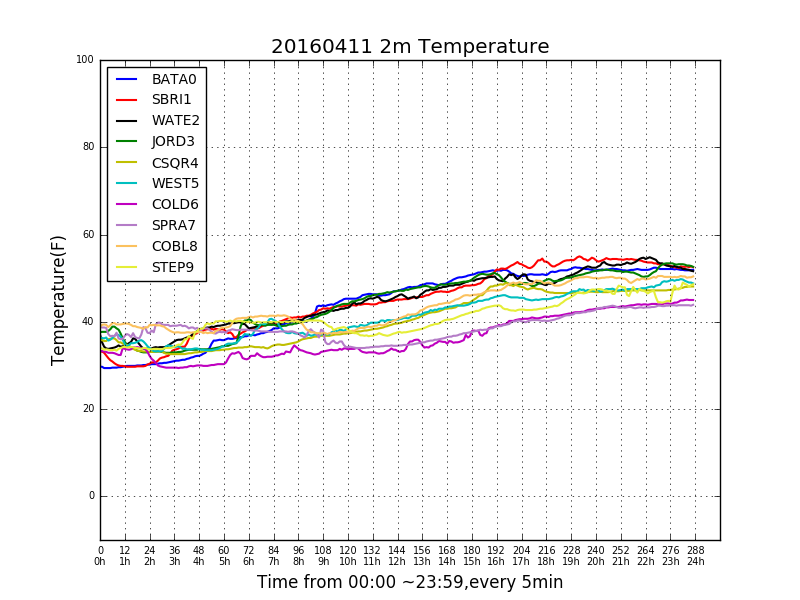 20160411 2m Temperature
100
80
60
40
20
0
Temperature(F)
BATA0
SBRI1
WATE2
JORD3
CSQR4
WEST5
COLD6
SPRA7
COBL8
STEP9
0 12 24 36 48 60 72 84 96 108 120 132 144 156 168 180 192 204 216 228 240 252 264 276 288
0h 1h 2h 3h 4h 5h 6h 7h 8h 9h 10h 11h 12h 13h 14h 15h 16h 17h 18h 19h 20h 21h 22h 23h 24h
Time from 00:00 ~23:59,every 5min